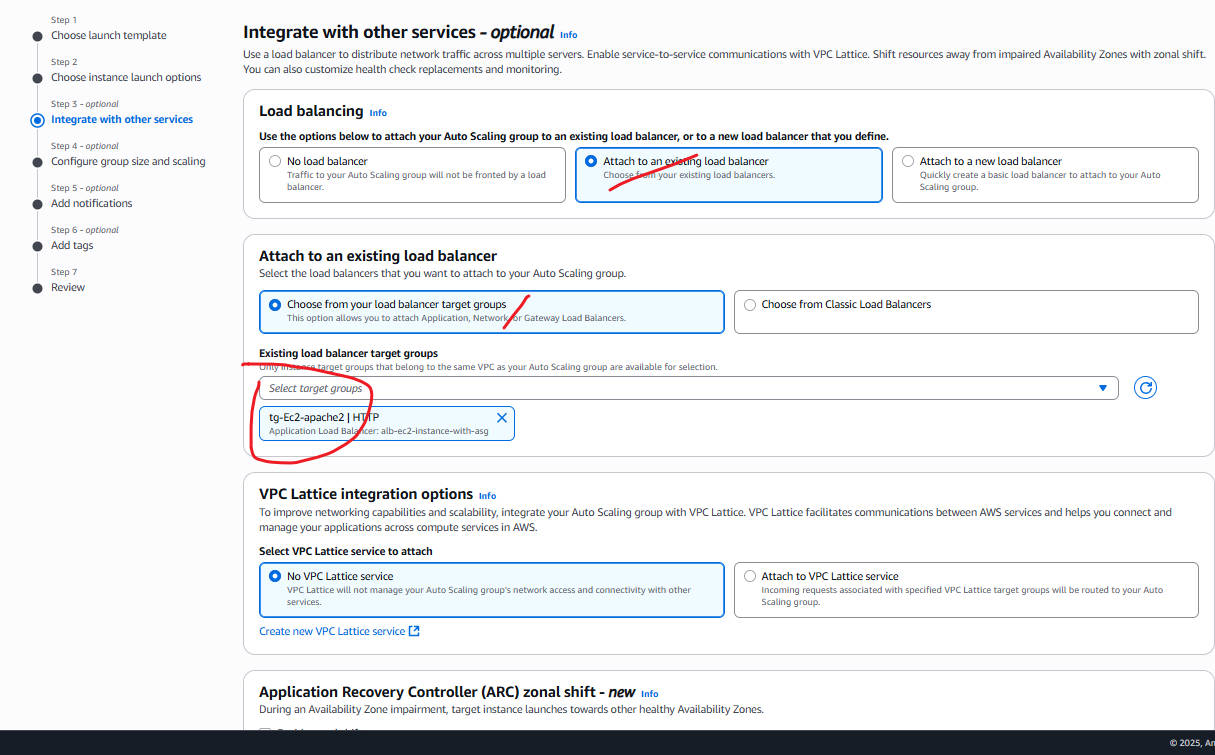 Step 1
Choose launch template
Step 2
Choose instance launch options
Step 3 - optional
Integrate with other services
Step 4 - optional
Configure group size and scaling
Step 5 - optional
Add notifications
Step 6 - optional
Add tags
Step 7
Review
Integrate with other services - optional Info
Use a load balancer to distribute network traffic across multiple servers. Enable service-to-service communications with VPC Lattice. Shift resources away from impaired Availability Zones with zonal shift.
You can also customize health check replacements and monitoring.
Load balancing Info
Use the options below to attach your Auto Scaling group to an existing load balancer, or to a new load balancer that you define.
No load balancer
Traffic to your Auto Scaling group will not be fronted by a load
balancer.
Attach to an existing load balancer
Choose from your existing load balancers.
Attach to a new load balancer
Quickly create a basic load balancer to attach to your Auto
Scaling group.
Attach to an existing load balancer
Select the load balancers that you want to attach to your Auto Scaling group.
Choose from your load balancer target groups
This option allows you to attach Application, Network, or Gateway Load Balancers.
Choose from Classic Load Balancers
Existing load balancer target groups
Only instance target groups that belong to the same VPC as your Auto Scaling group are available for selection.
Select target groups
tg-Ec2-apache2 | HTTP
Application Load Balancer: alb-ec2-instance-with-asg
VPC Lattice integration options Info
To improve networking capabilities and scalability, integrate your Auto Scaling group with VPC Lattice. VPC Lattice facilitates communications between AWS services and helps you connect and
manage your applications across compute services in AWS.
Select VPC Lattice service to attach
No VPC Lattice service
VPC Lattice will not manage your Auto Scaling group's network access and connectivity with other
services.
Attach to VPC Lattice service
Incoming requests associated with specified VPC Lattice target groups will be routed to your Auto
Scaling group.
Create new VPC Lattice service
Application Recovery Controller (ARC) zonal shift - new Info
During an Availability Zone impairment, target instance launches towards other healthy Availability Zones.
© 2025,